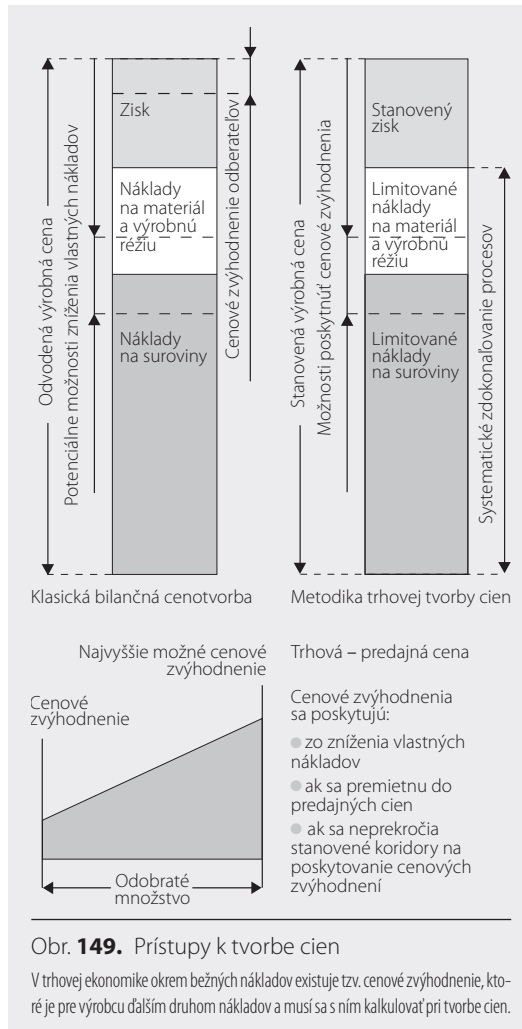 Odvodená výrobná cena
Potenciálne možnosti zníženia vlastných nákladov
Zisk
Náklady
na materiál
a výrobnú
réžiu
Náklady
na suroviny
Cenové zvýhodnenie odberateľov
Klasická bilančná cenotvorba
Stanovená výrobná cena
Možnosti poskytnúť cenové zvýhodnenia
Stanovený
zisk
Limitované
náklady
na materiál
a výrobnú
réžiu
Limitované
náklady
na suroviny
Systematické zdokonaľovanie procesov
Metodika trhovej tvorby cien
Najvyššie možné cenové
zvýhodnenie
Cenové
zvýhodnenie
Odobraté
množstvo
Trhová – predajná cena
Cenové zvýhodnenia
sa poskytujú:
zo zníženia vlastných
nákladov
ak sa premietnu do
predajných cien
ak sa neprekročia
stanovené koridory na
poskytovanie cenových
zvýhodnení
Obr. 149. Prístupy k tvorbe cien
V trhovej ekonomike okrem bežných nákladov existuje tzv. cenové zvýhodnenie, kto-
ré je pre výrobcu ďalším druhom nákladov a musí sa s ním kalkulovať pri tvorbe cien.